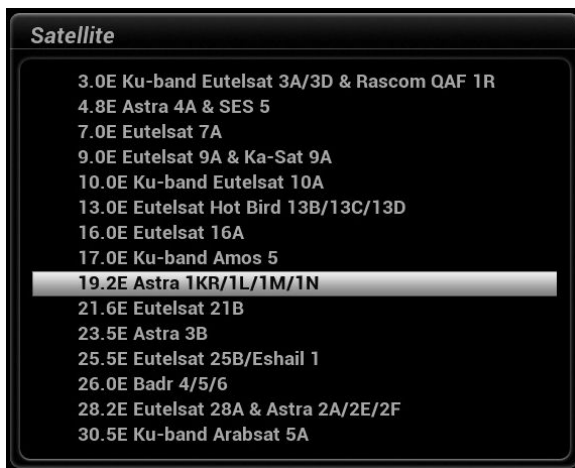 Satellite
3.0E Ku-band Eutelsat 3A/3D & Rascom QAF 1R
4.8E Astra 4A & SES 5
7.0E Eutelsat 7A
9.0E Eutelsat 9A & Ka-Sat 9A
10.0E Ku-band Eutelsat 10A
13.0E Eutelsat Hot Bird 13B/13C/13D
16.0E Eutelsat 16A
17.0E Ku-band Amos 5
19.2E Astra 1KR/1L/1M/1N
21.6E Eutelsat 21B
23.5E Astra 3B
25.5E Eutelsat 25B/Eshail 1
26.0E Badr 4/5/6
28.2E Eutelsat 28A & Astra 2A/2E/2F
30.5E Ku-band Arabsat 5A